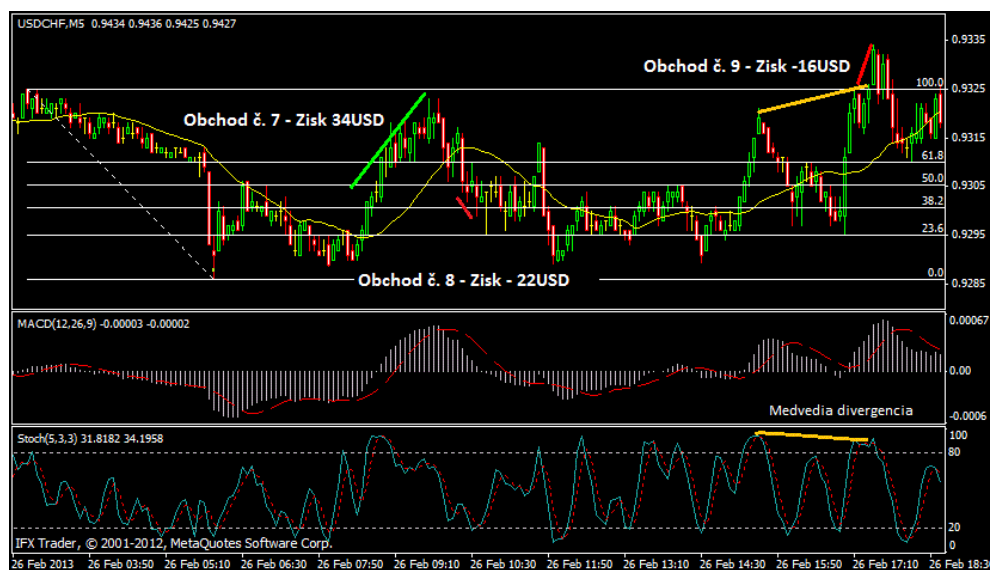 USDCHF,M5 0.9434 0.9436 0.9425 0.9427
0.9335
Obchod č. 9 - Zisk -16USD
100.0
0.9325
Obchod č. 7 - Zisk 34USD
0.9315
61.8
50.0
0.9305
38.2
23.6
0.9295
Obchod č. 8 - Zisk - 22USD
0.0
0.9285
MACD(12,26,9) -0.00003 -0.00002
0.00067
0.00
Medvedia divergencia
-0.0006
Stoch(5,3,3) 31.8182 34.1958
100
80
20
IFX Trader, © 2001-2012, MetaQuotes Software Corp.
0
26 Feb 2013 26 Feb 03:50 26 Feb 05:10 26 Feb 06:30 26 Feb 07:50 26 Feb 09:10 26 Feb 10:30 26 Feb 11:50 26 Feb 13:10 26 Feb 14:30 26 Feb 15:50 26 Feb 17:10 26 Feb 18:30